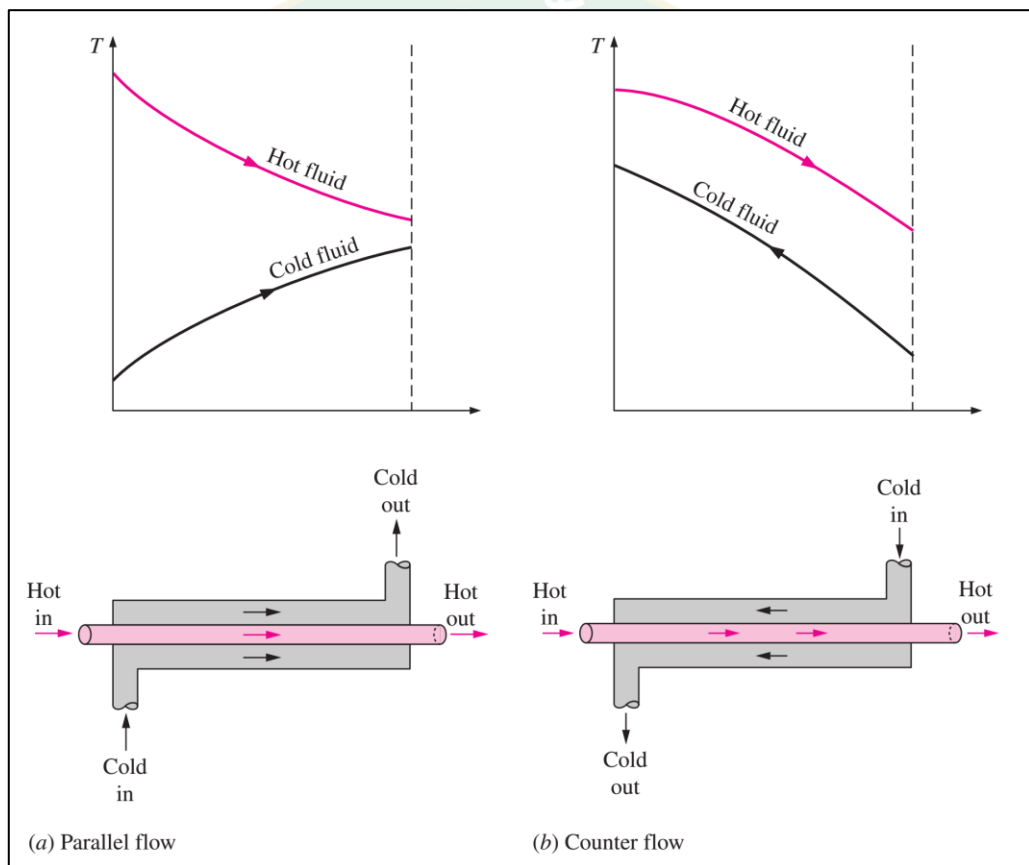 T
Hot fluid
Cold fluid
Cold
out
Hot
in
Hot
out
Cold
in
(a) Parallel flow
T
Hot fluid
Cold fluid
Cold
in
Hot
in
Hot
out
Cold
out
(b) Counter flow